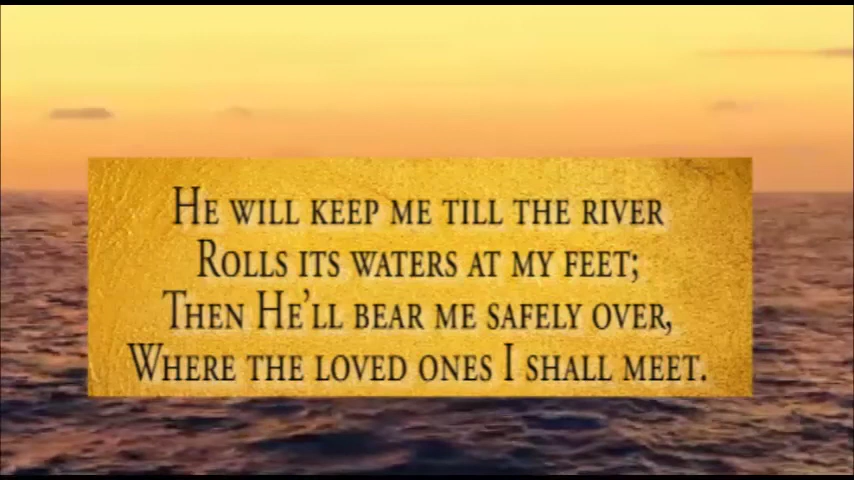 He will keep me till the river
Rolls its waters at my feet;
Then He'll bear me safely over,
Where the loved ones I shall meet.